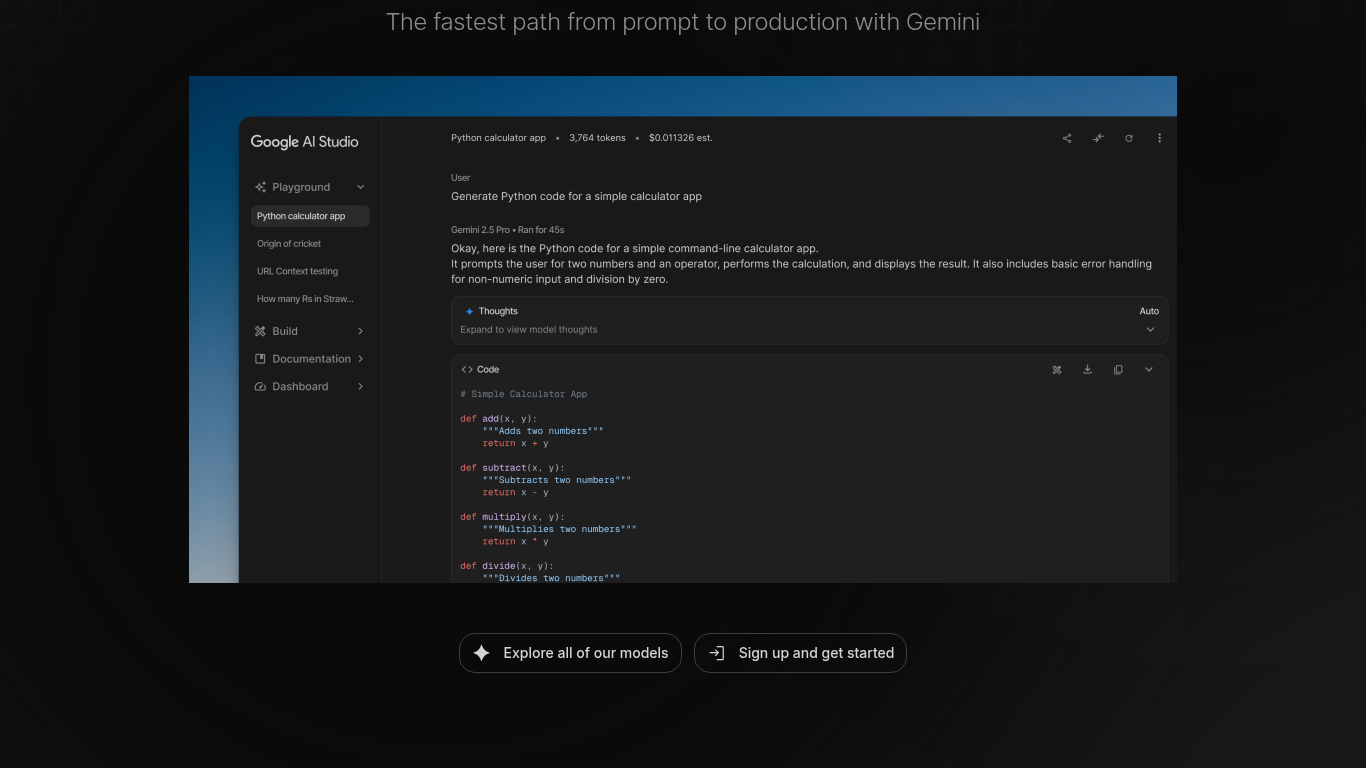 The fastest path from prompt to production with Gemini
Google AI Studio
Playground
Python calculator app
Origin of cricket
URL Context testing
How many Rs in Straw...
Build
Documentation
Dashboard
Python calculator app • 3,764 tokens • $0.011326 est.
User
Generate Python code for a simple calculator app
Gemini 2.5 Pro • Ran for 45s
Okay, here is the Python code for a simple command-line calculator app.
It prompts the user for two numbers and an operator, performs the calculation, and displays the result. It also includes basic error handling
for non-numeric input and division by zero.
Thoughts
Auto
Expand to view model thoughts
<> Code
# Simple Calculator App
def add(x, y):
    """Adds two numbers"""
    return x + y
def subtract(x, y):
    """Subtracts two numbers"""
    return x - y
def multiply(x, y):
    """Multiplies two numbers"""
    return x * y
def divide(x, y):
    """Divides two numbers"""
Explore all of our models
Sign up and get started